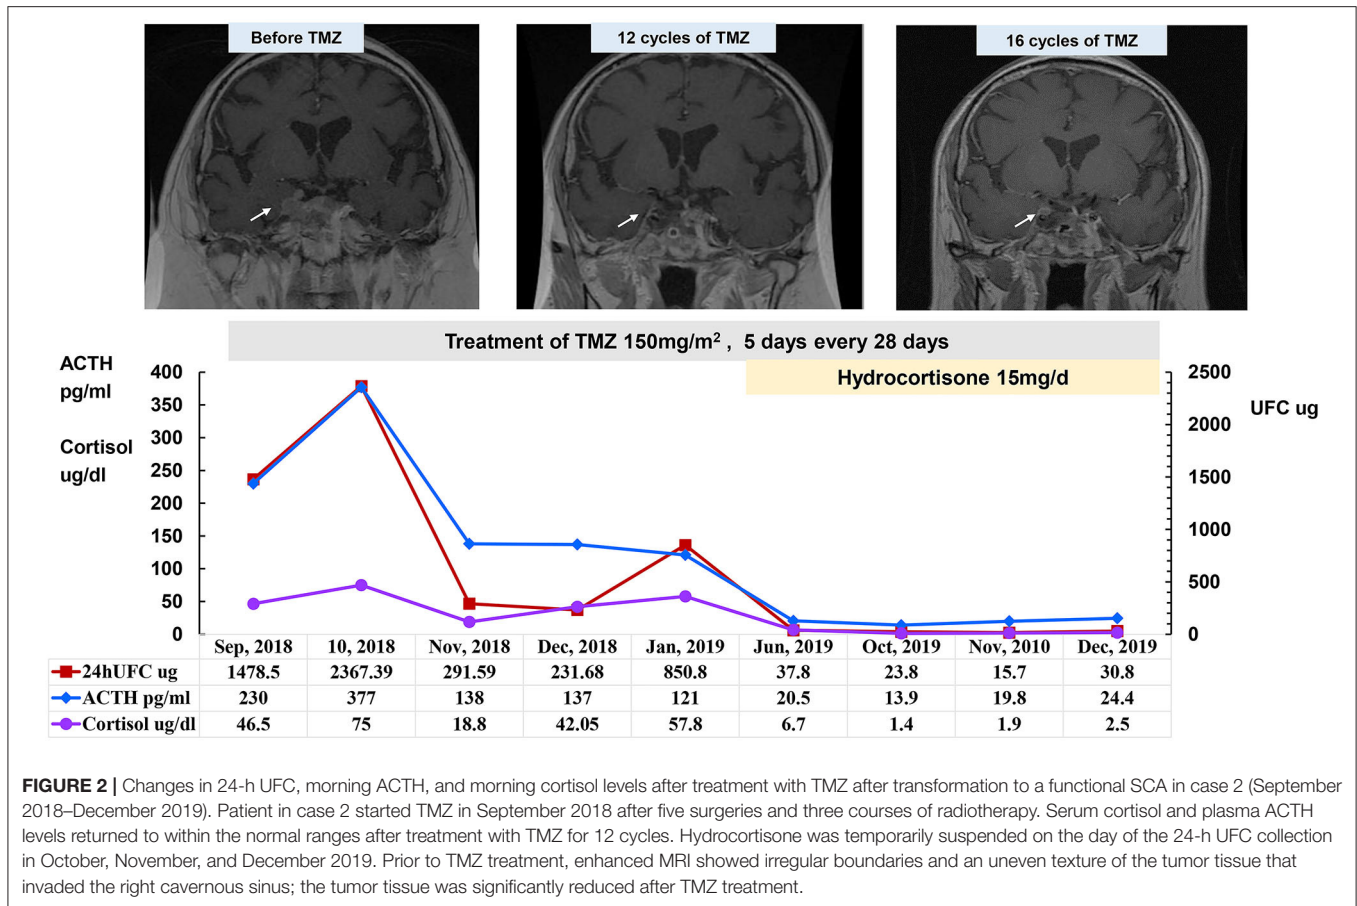 Before TMZ
12 cycles of TMZ
16 cycles of TMZ
Treatment of TMZ 150mg/m², 5 days every 28 days
Hydrocortisone 15mg/d
ACTH
pg/ml
Cortisol
ug/dl
400
350
300
250
200
150
100
50
0
2500
2000
1500
1000
500
0
UFC ug
Sep, 2018 10, 2018 Nov, 2018 Dec, 2018 Jan, 2019 Jun, 2019 Oct, 2019 Nov, 2010 Dec, 2019
24hUFC ug 1478.5 2367.39 291.59 231.68 850.8 37.8 23.8 15.7 30.8
ACTH pg/ml 230 377 138 137 121 20.5 13.9 19.8 24.4
Cortisol ug/dl 46.5 75 18.8 42.05 57.8 6.7 1.4 1.9 2.5
FIGURE 2 | Changes in 24-h UFC, morning ACTH, and morning cortisol levels after treatment with TMZ after transformation to a functional SCA in case 2 (September
2018–December 2019). Patient in case 2 started TMZ in September 2018 after five surgeries and three courses of radiotherapy. Serum cortisol and plasma ACTH
levels returned to within the normal ranges after treatment with TMZ for 12 cycles. Hydrocortisone was temporarily suspended on the day of the 24-h UFC collection
in October, November, and December 2019. Prior to TMZ treatment, enhanced MRI showed irregular boundaries and an uneven texture of the tumor tissue that
invaded the right cavernous sinus; the tumor tissue was significantly reduced after TMZ treatment.